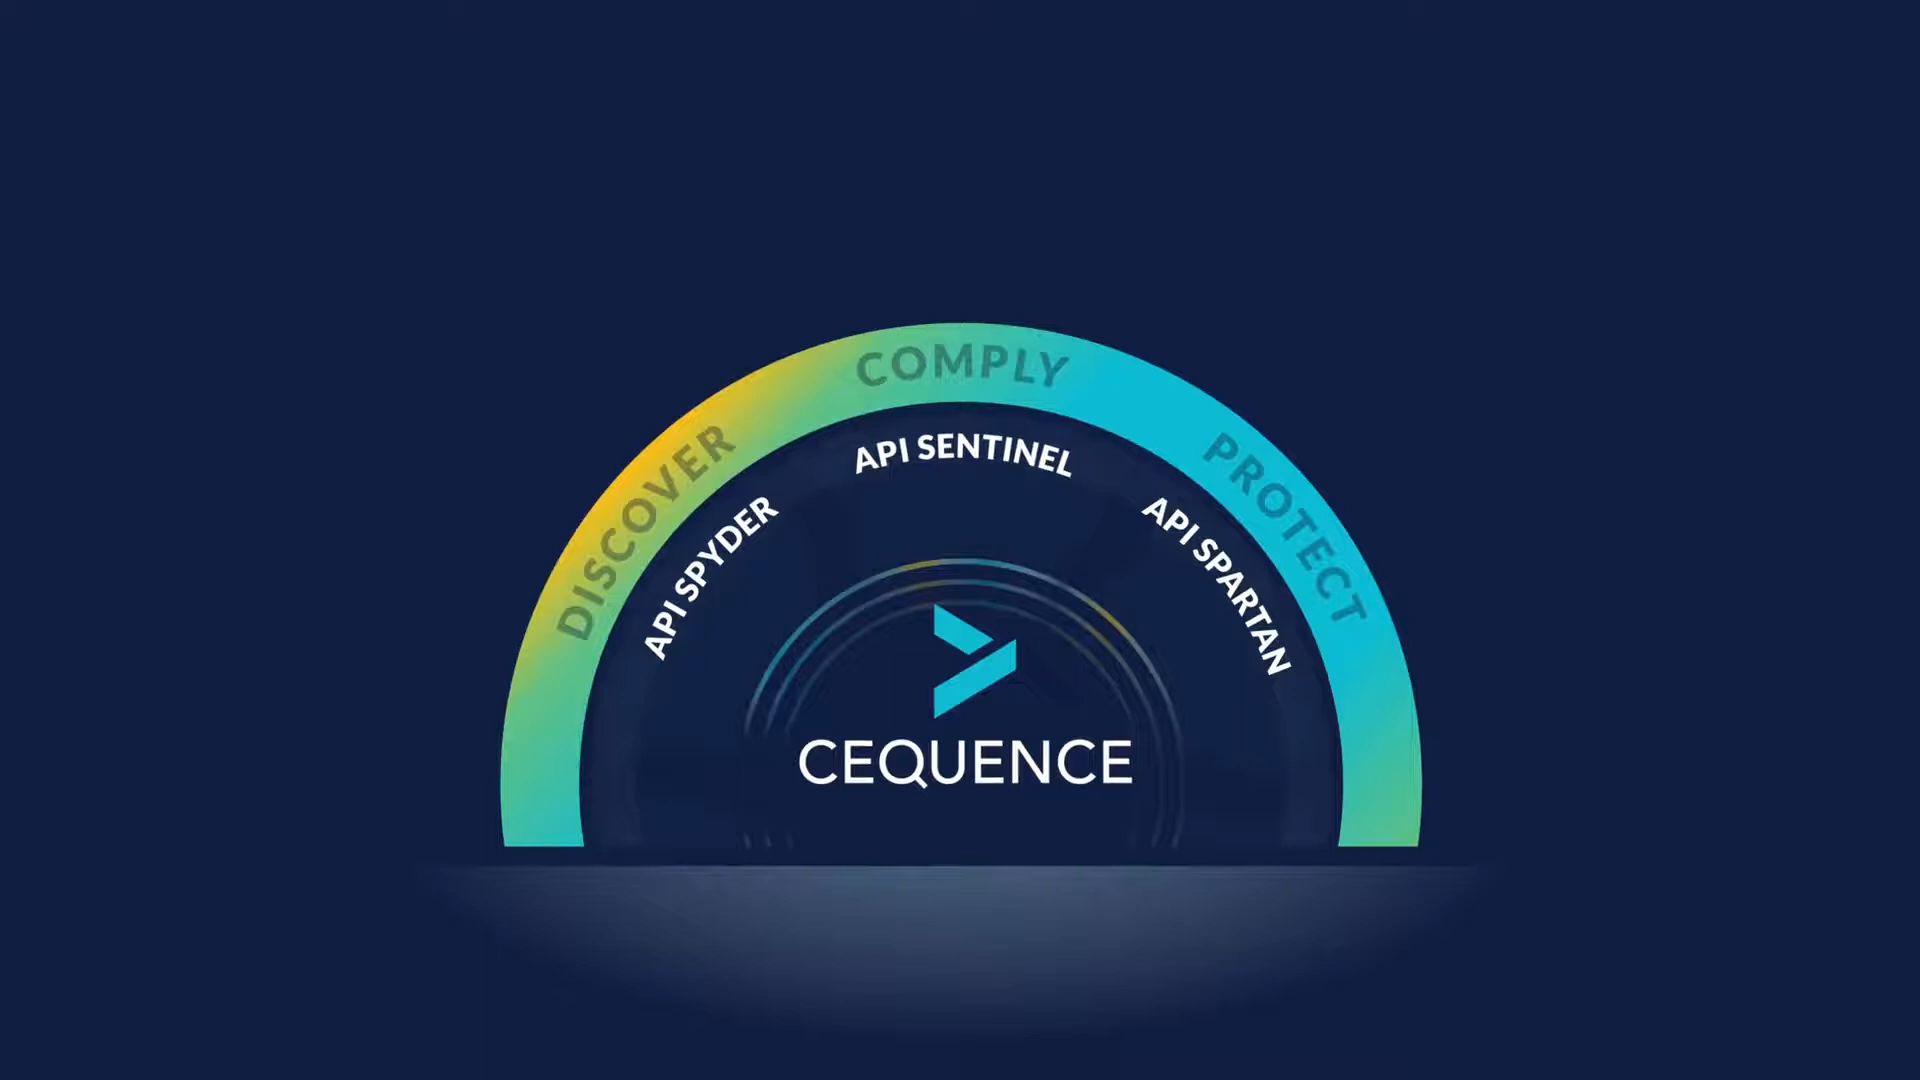 DISCOVER
COMPLY
PROTECT
API SPYDER
API SENTINEL
API SPARTAN
CEQUENCE